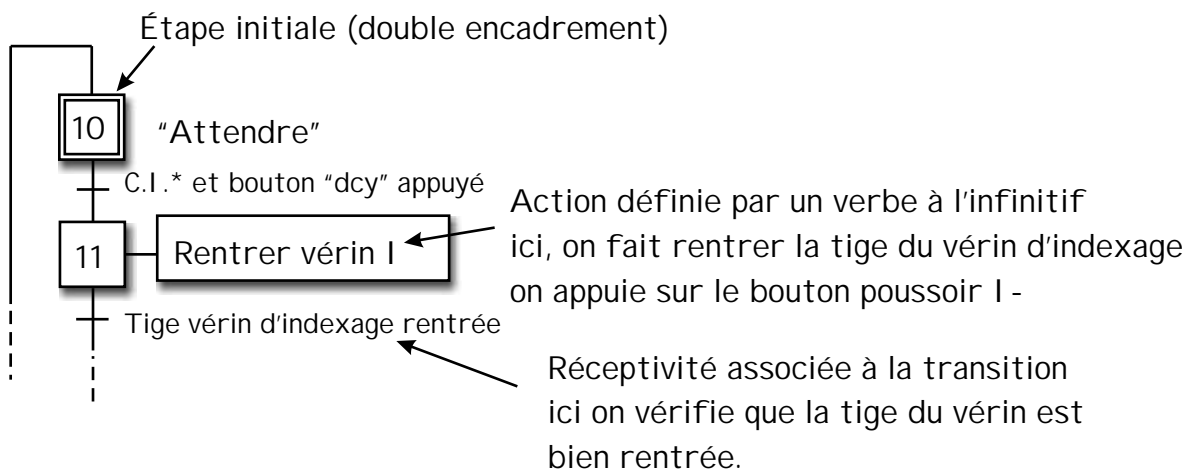 Étape initiale (double encadrement)
10
"Attendre"
C.I.* et bouton "dcy" appuyé
11
Rentrer vérin I
Action définie par un verbe à l'infinitif
ici, on fait rentrer la tige du vérin d'indexage
on appuie sur le bouton poussoir I -
Tige vérin d'indexage rentrée
Réceptivité associée à la transition
ici on vérifie que la tige du vérin est
bien rentrée.